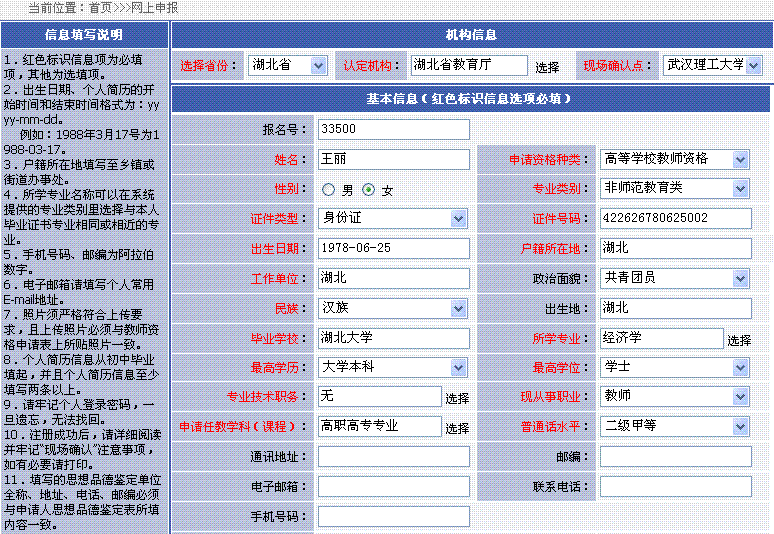 当前位置：首页>>>网上申报
信息填写说明
1．红色标识信息项为必填
项，其他为选填项。
2．出生日期、个人简历的开
始时间和结束时间格式为：yy
yy-mm-dd。
例如：1988年3月17号为1
988-03-17。
3．户籍所在地填写至乡镇或
街道办事处。
4．所学专业名称可以在系统
提供的专业类别里选择与本人
毕业证书专业相同或相近的专
业。
5．手机号码、邮编为阿拉伯
数字。
6．电子邮箱请填写个人常用
E-mail地址。
7．照片须严格符合上传要
求，且上传照片必须与教师资
格申请表上所贴照片一致。
8．个人简历信息从初中毕业
填起，并且个人简历信息至少
填写两条以上。
9．请牢记个人登录密码，一
旦遗忘，无法找回。
10．注册成功后，请详细阅读
并牢记“现场确认”注意事项，
如有必要请打印。
11．填写的思想品德鉴定单位
全称、地址、电话、邮编必须
与申请人思想品德鉴定表所填
内容一致。
机构信息
选择省份： 湖北省 认定机构： 湖北省教育厅 选择 现场确认点： 武汉理工大学
基本信息（红色标识信息选项必填）
报名号： 33500
姓名： 王丽 申请资格种类： 高等学校教师资格
性别： 男 女 专业类别： 非师范教育类
证件类型： 身份证 证件号码： 422626780625002
出生日期： 1978-06-25 户籍所在地： 湖北
工作单位： 湖北 政治面貌： 共青团员
民族： 汉族 出生地： 湖北
毕业学校： 湖北大学 所学专业： 经济学 选择
最高学历： 大学本科 最高学位： 学士
专业技术职务： 无 选择 现从事职业： 教师
申请任教学科（课程）： 高职高专专业 选择 普通话水平： 二级甲等
通讯地址： 邮编：
电子邮箱： 联系电话：
手机号码：